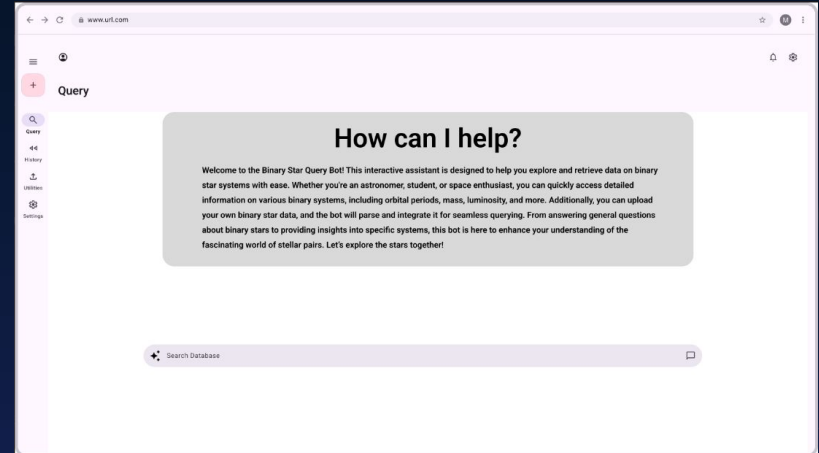 www.url.com
M
Query
Query
History
Utilities
Settings
How can I help?
Welcome to the Binary Star Query Bot! This interactive assistant is designed to help you explore and retrieve data on binary
star systems with ease. Whether you're an astronomer, student, or space enthusiast, you can quickly access detailed
information on various binary systems, including orbital periods, mass, luminosity, and more. Additionally, you can upload
your own binary star data, and the bot will parse and integrate it for seamless querying. From answering general questions
about binary stars to providing insights into specific systems, this bot is here to enhance your understanding of the
fascinating world of stellar pairs. Let's explore the stars together!
Search Database